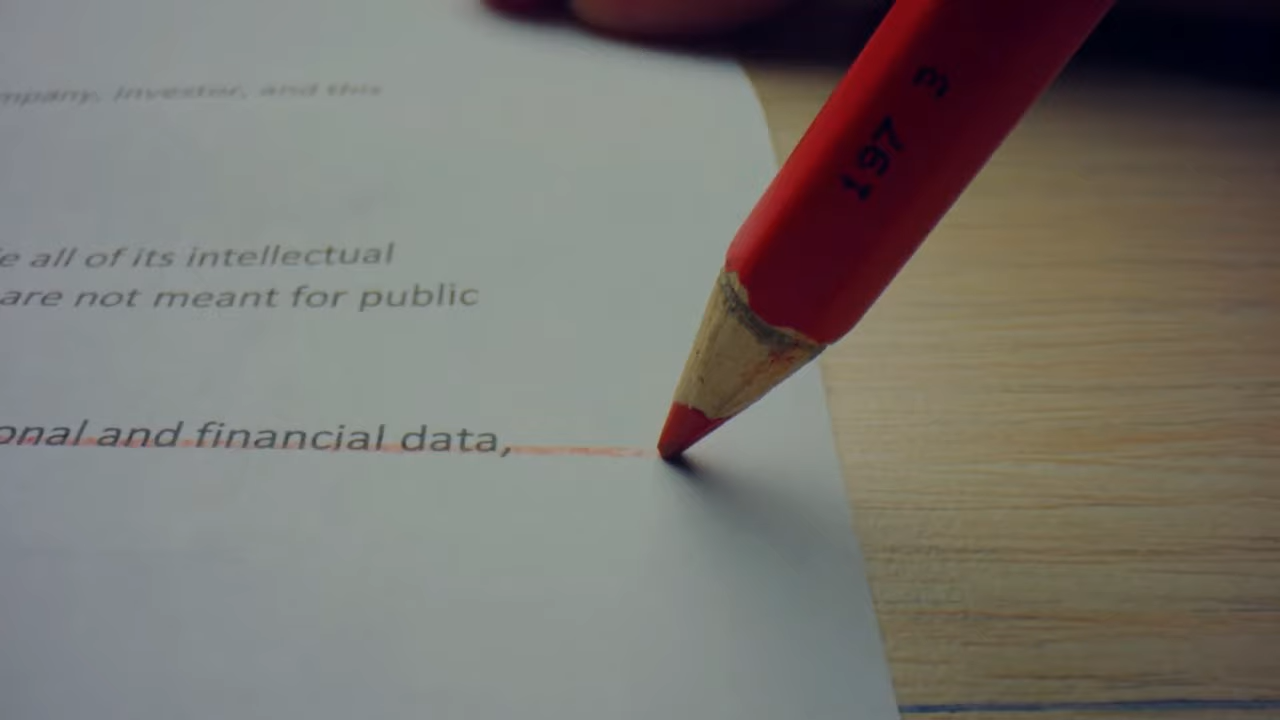 mpany, investor, and this
e all of its intellectual
are not meant for public
onal and financial data,
197 3